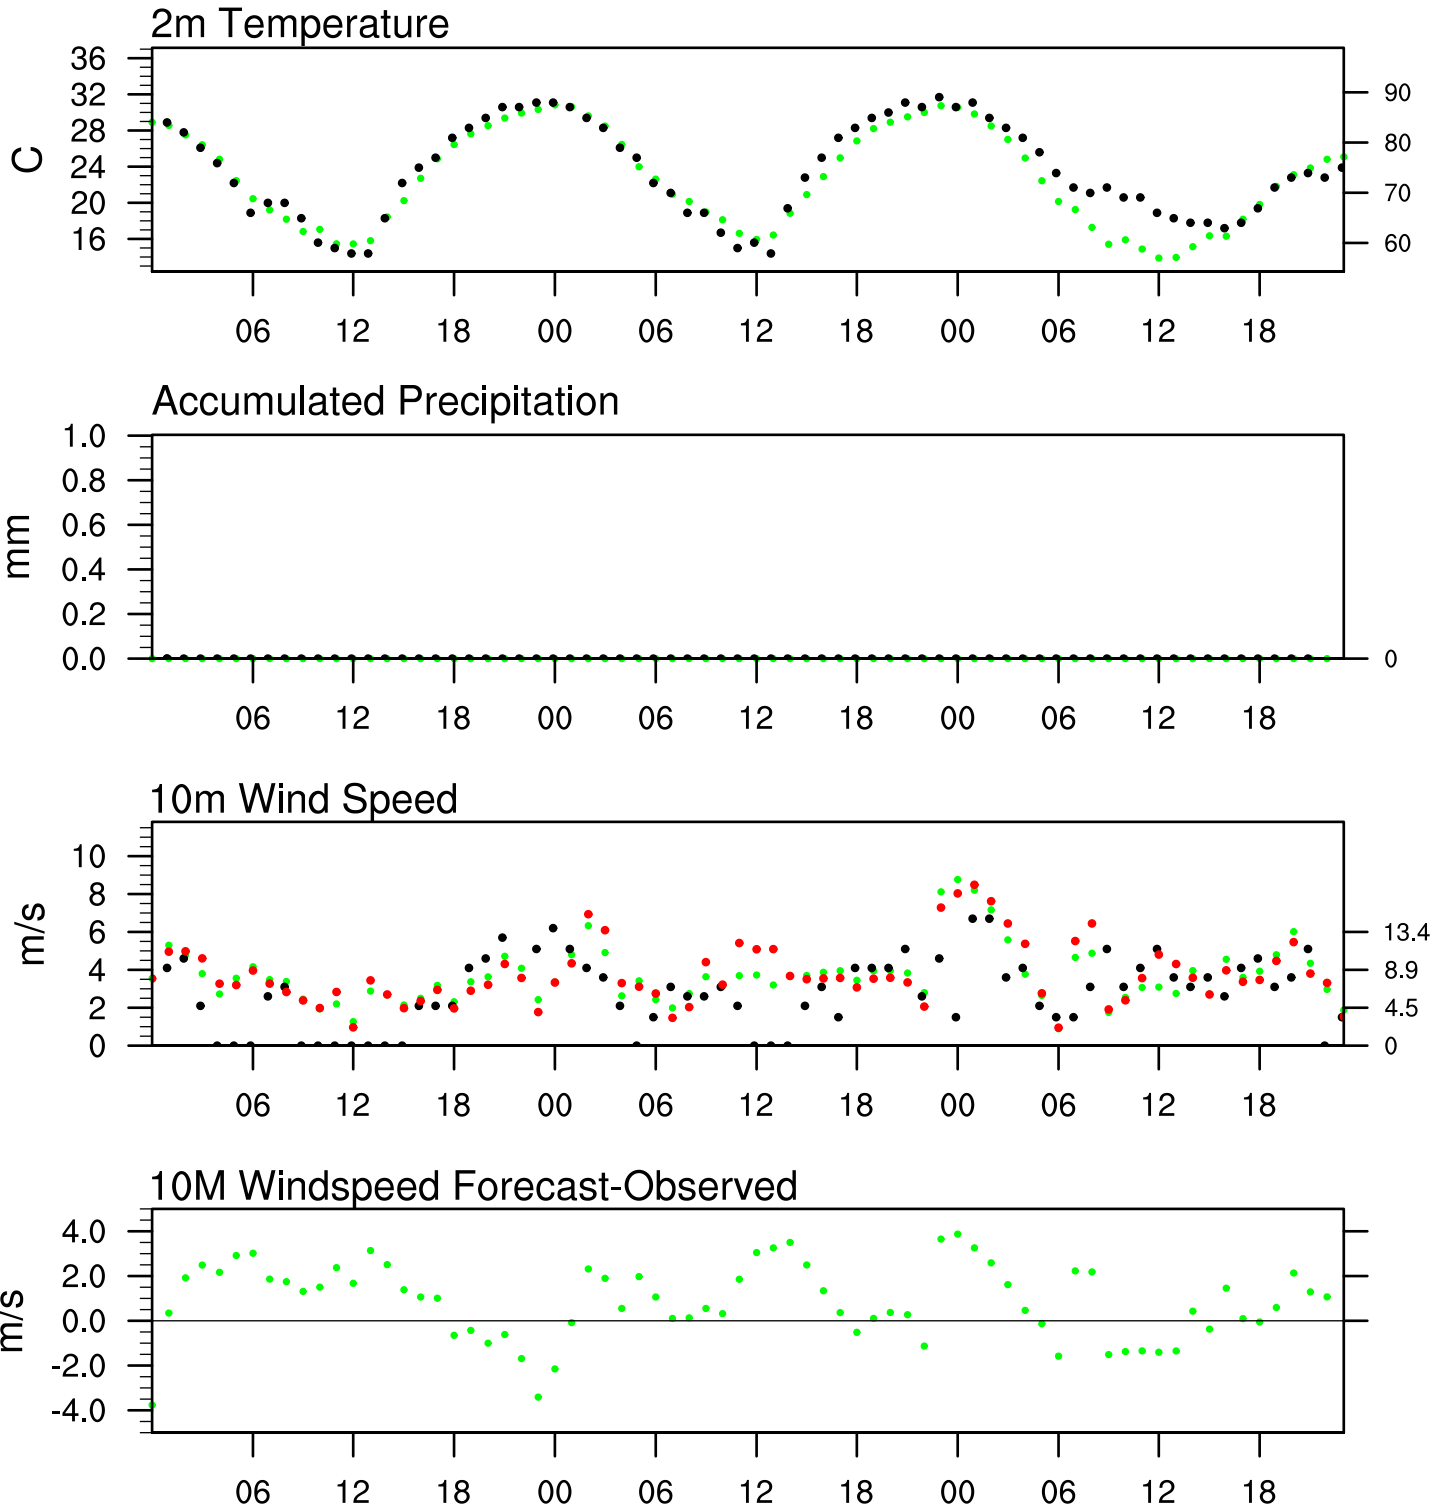 2m Temperature
36
32
28
24
20
16
C
90
80
70
60
06 12 18 00 06 12 18 00 06 12 18
Accumulated Precipitation
1.0
0.8
0.6
0.4
0.2
0.0
mm
0
06 12 18 00 06 12 18 00 06 12 18
10m Wind Speed
10
8
6
4
2
0
m/s
13.4
8.9
4.5
0
06 12 18 00 06 12 18 00 06 12 18
10M Windspeed Forecast-Observed
4.0
2.0
0.0
-2.0
-4.0
m/s
06 12 18 00 06 12 18 00 06 12 18